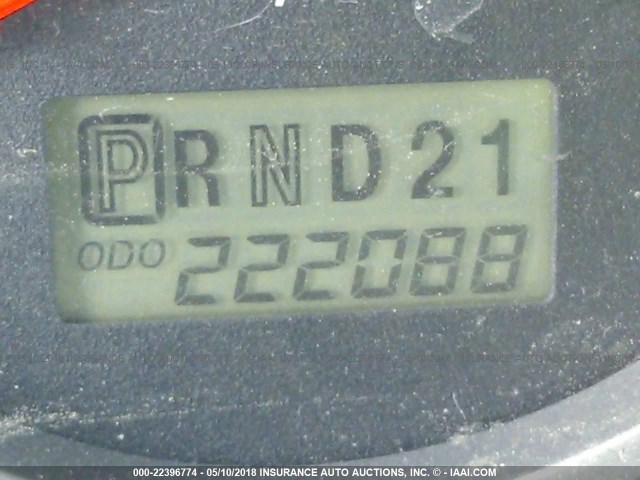 PRND21
ODO 222088
000-22396774 - 05/10/2018 INSURANCE AUTO AUCTIONS, INC. © - IAAI.COM